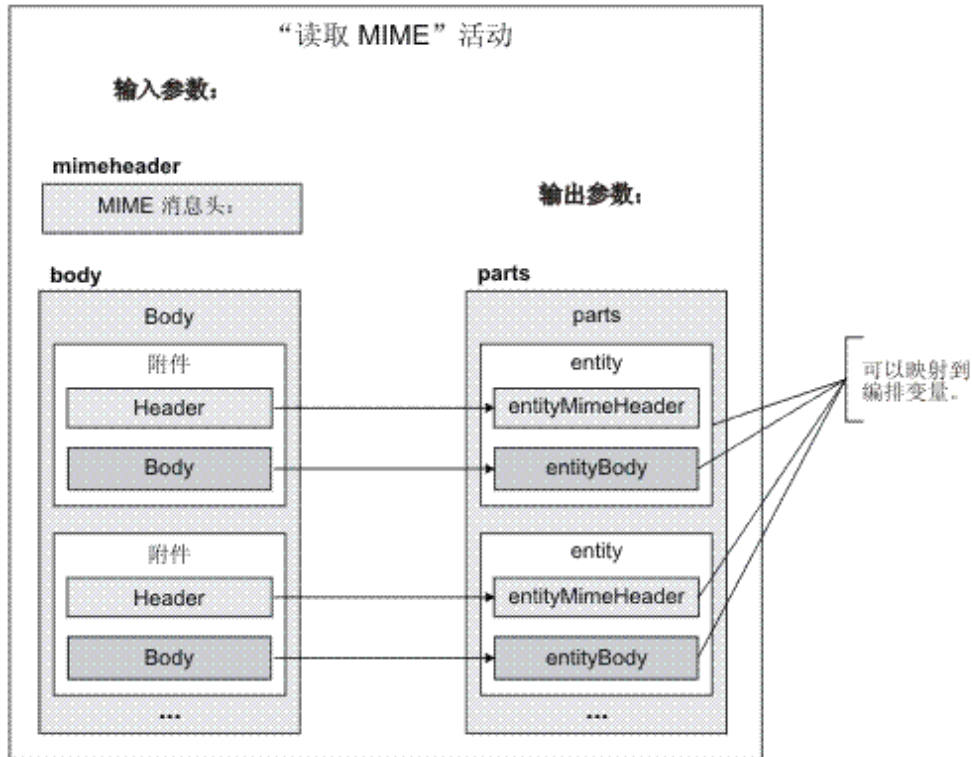 “读取 MIME”活动
输入参数：
mimeheader
MIME 消息头：
输出参数：
body
Body
附件
Header
Body
附件
Header
Body
...
parts
parts
entity
entityMimeHeader
entityBody
entity
entityMimeHeader
entityBody
...
可以映射到
编排变量。